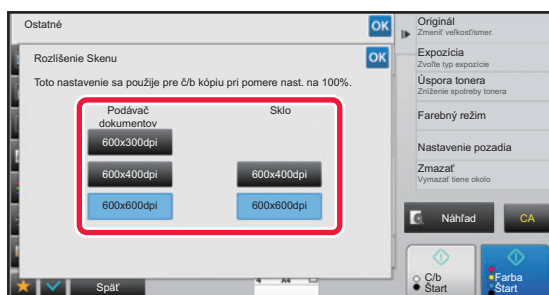 Ostatné
OK
Rozlíšenie Skenu
OK
Toto nastavenie sa použije pre č/b kópiu pri pomere nast. na 100%.
Podávač
dokumentov
Sklo
600x300dpi
600x400dpi
600x400dpi
600x600dpi
600x600dpi
Späť
A4
Originál
Zmeniť veľkosť/smer.
Expozícia
Zvoľte typ expozície
Úspora tonera
Zníženie spotreby tonera
Farebný režim
Nastavenie pozadia
Zmazať
Vymazať tiene okolo
Náhľad
CA
C/b
Štart
Farba
Štart